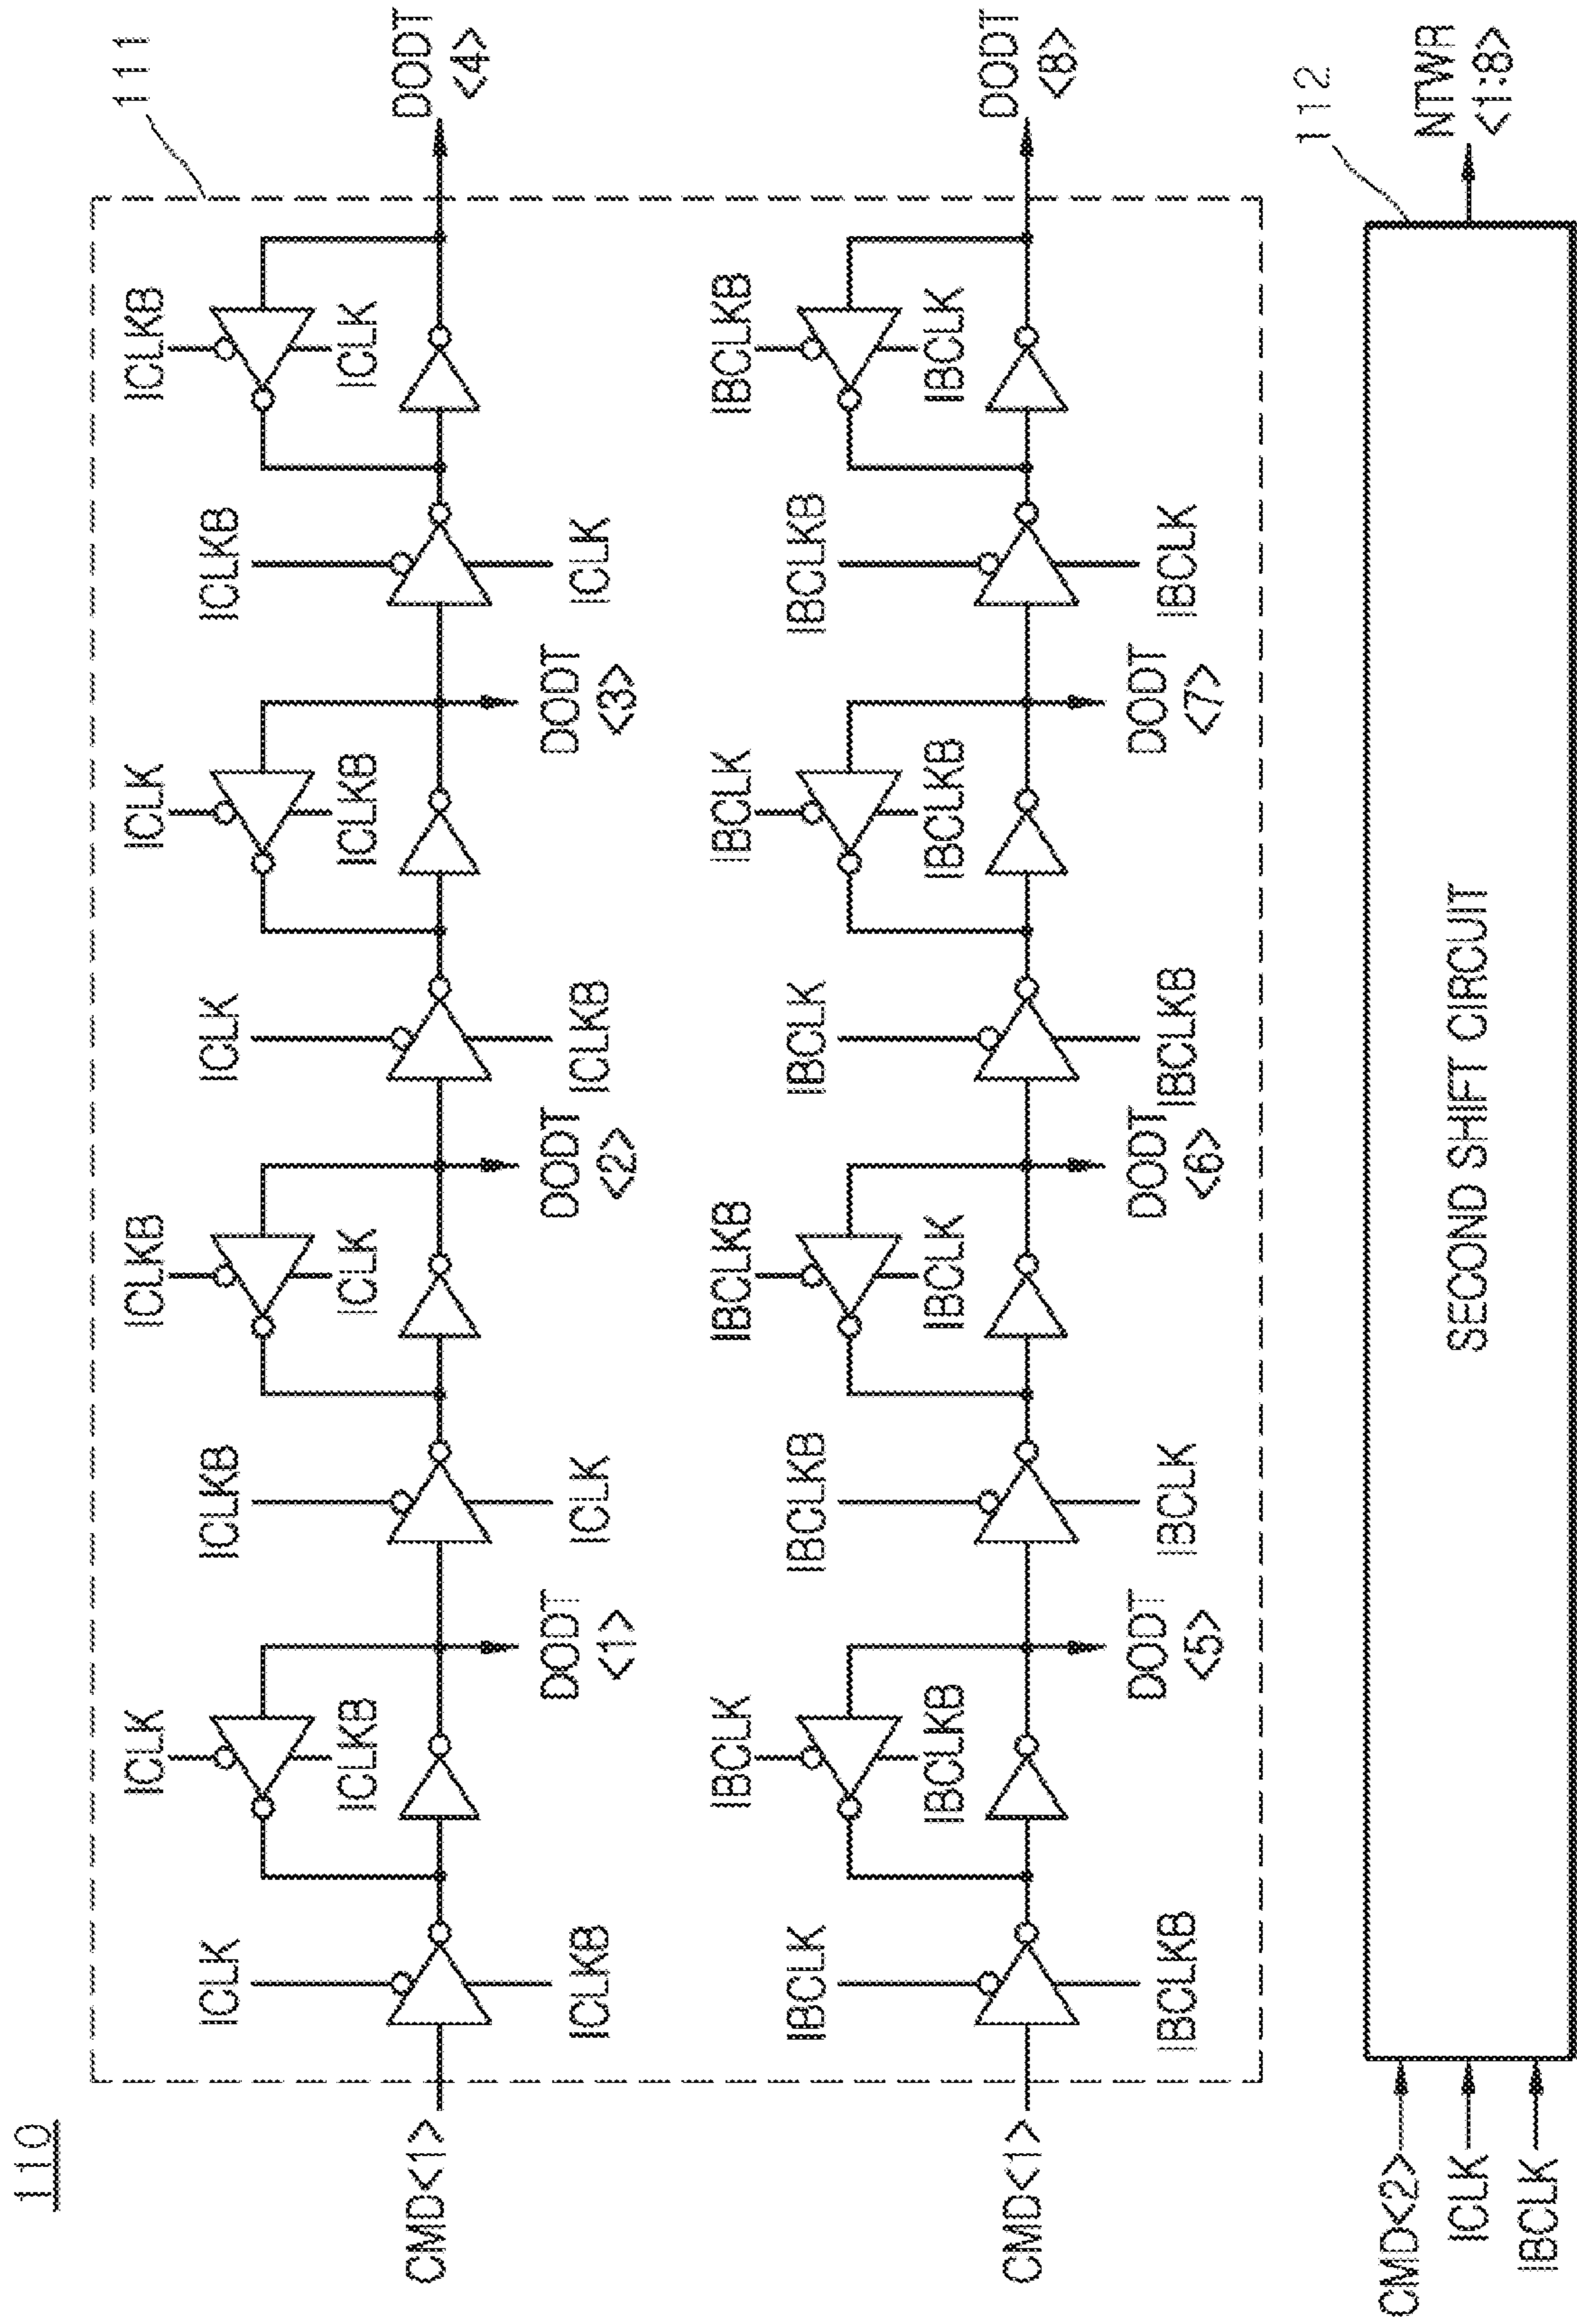 110
111
ICLK
ICLKB
ICLK
ICLKB
ICLK
ICLKB
ICLK
ICLKB
ICLKB
ICLK
ICLKB
ICLK
CMD<1>
DODT
<4>
ICLKB
DODT
<1>
ICLK
DODT
<2>
ICLKB
DODT
<3>
ICLK
IBCLK
IBCLKB
IBCLK
IBCLKB
IBCLK
IBCLKB
IBCLK
IBCLKB
IBCLKB
IBCLK
IBCLKB
IBCLK
CMD<1>
DODT
<8>
IBCLKB
DODT
<5>
IBCLK
DODT
<6>
IBCLKB
DODT
<7>
IBCLK
112
CMD<2>
ICLK
IBCLK
SECOND SHIFT CIRCUIT
NTWR
<1:8>